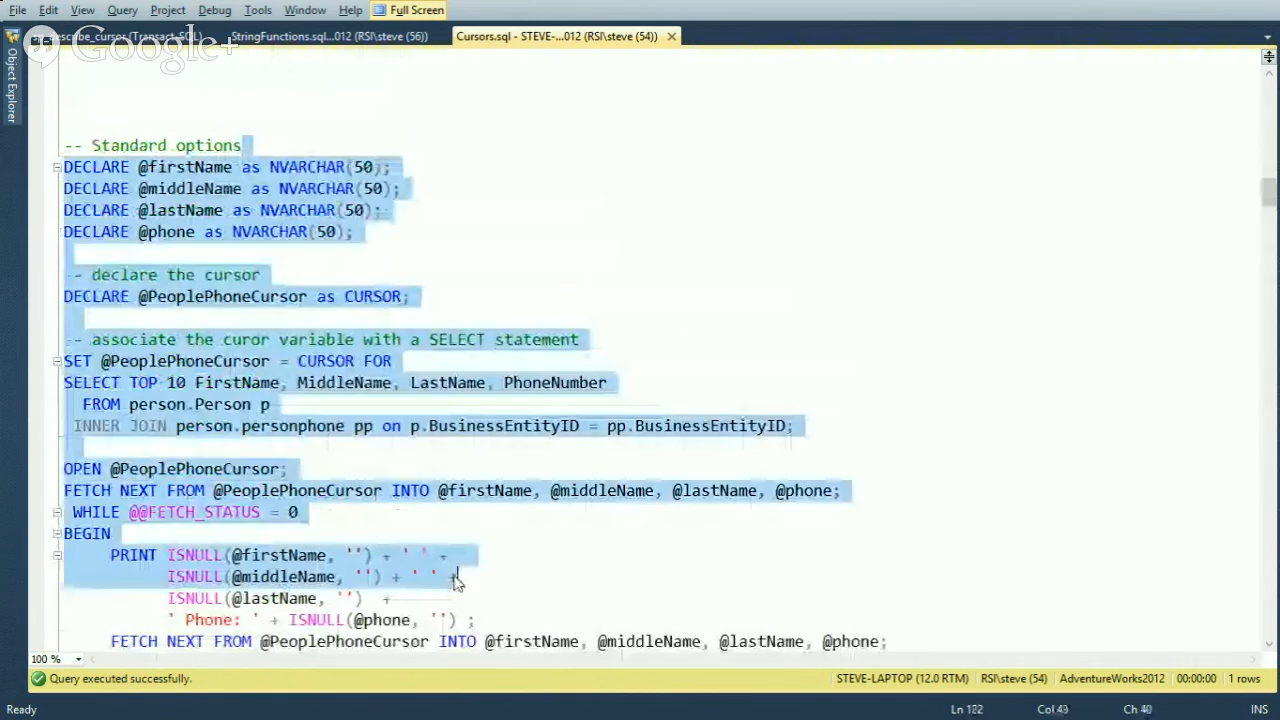 File Edit View Query Project Debug Tools Window Help Full Screen
Google+
sp_describe_cursor (Transact-SQL) StringFunctions.sql...012 (RSI\steve (56)) Cursors.sql - STEVE-...012 (RSI\steve (54)) ×
Object Explorer
-- Standard options
DECLARE @firstName as NVARCHAR(50);
DECLARE @middleName as NVARCHAR(50);
DECLARE @lastName as NVARCHAR(50);
DECLARE @phone as NVARCHAR(50);
-- declare the cursor
DECLARE @PeoplePhoneCursor as CURSOR;
-- associate the curor variable with a SELECT statement
SET @PeoplePhoneCursor = CURSOR FOR
SELECT TOP 10 FirstName, MiddleName, LastName, PhoneNumber
FROM person.Person p
INNER JOIN person.personphone pp on p.BusinessEntityID = pp.BusinessEntityID;
OPEN @PeoplePhoneCursor;
FETCH NEXT FROM @PeoplePhoneCursor INTO @firstName, @middleName, @lastName, @phone;
WHILE @@FETCH_STATUS = 0
BEGIN
PRINT ISNULL(@firstName, '') + ' ' +
ISNULL(@middleName, '') + ' ' +
ISNULL(@lastName, '') +
' Phone: ' + ISNULL(@phone, '') ;
FETCH NEXT FROM @PeoplePhoneCursor INTO @firstName, @middleName, @lastName, @phone;
100 %
Query executed successfully. STEVE-LAPTOP (12.0 RTM) RSI\steve (54) AdventureWorks2012 00:00:00 1 rows
Ready Ln 122 Col 43 Ch 40 INS